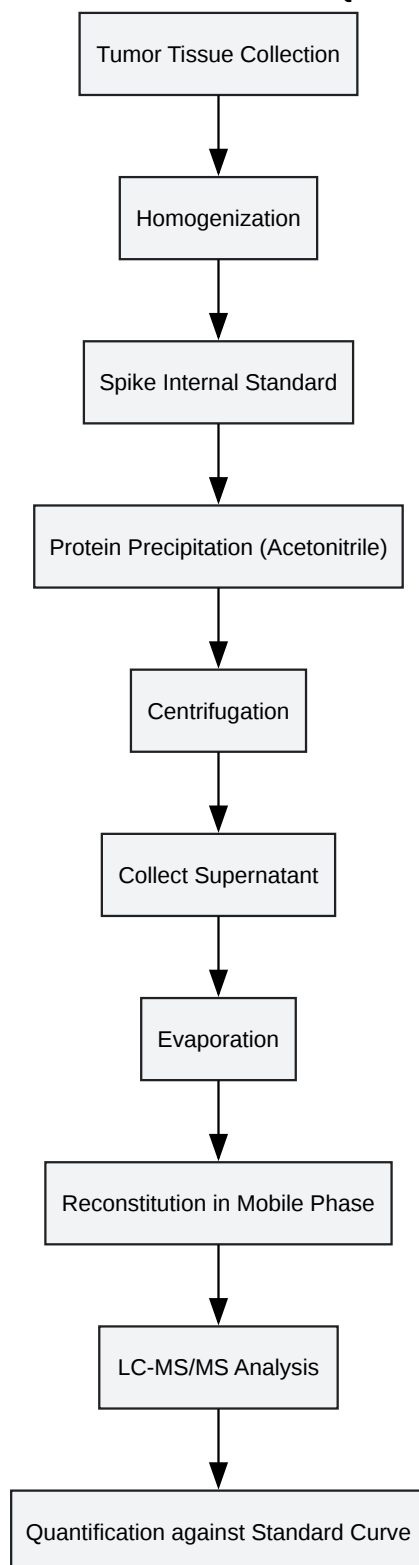 Tumor Tissue Collection
Homogenization
Spike Internal Standard
Protein Precipitation (Acetonitrile)
Centrifugation
Collect Supernatant
Evaporation
Reconstitution in Mobile Phase
LC-MS/MS Analysis
Quantification against Standard Curve